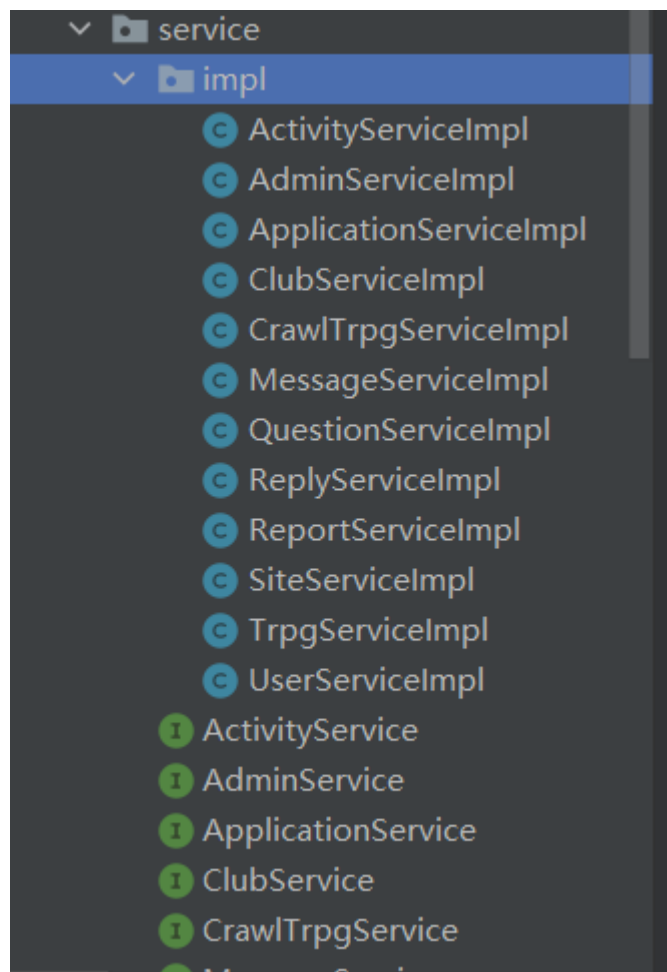 service
impl
ActivityServiceImpl
AdminServiceImpl
ApplicationServiceImpl
ClubServiceImpl
CrawlTrpgServiceImpl
MessageServiceImpl
QuestionServiceImpl
ReplyServiceImpl
ReportServiceImpl
SiteServiceImpl
TrpgServiceImpl
UserServiceImpl
ActivityService
AdminService
ApplicationService
ClubService
CrawlTrpgService